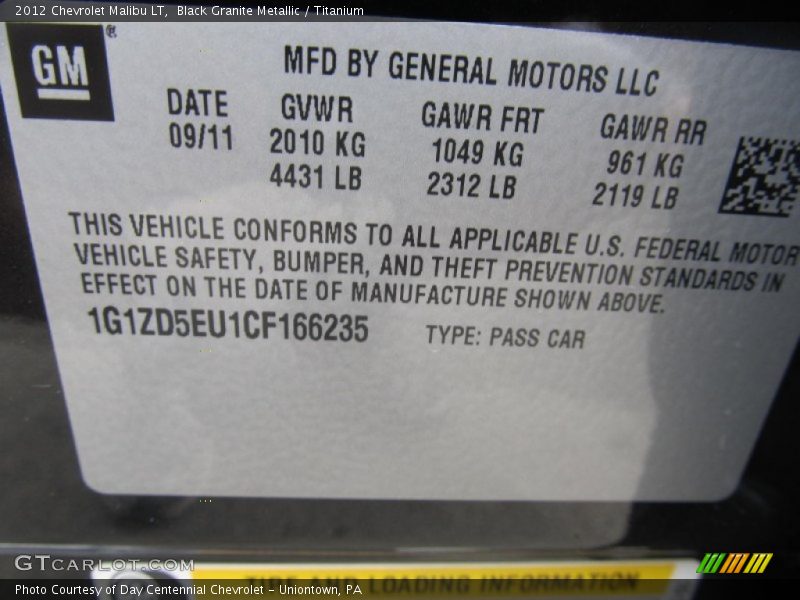 2012 Chevrolet Malibu LT, Black Granite Metallic / Titanium
GM®
MFD BY GENERAL MOTORS LLC
DATE GVWR GAWR FRT GAWR RR
09/11 2010 KG 1049 KG 961 KG
4431 LB 2312 LB 2119 LB
THIS VEHICLE CONFORMS TO ALL APPLICABLE U.S. FEDERAL MOTOR
VEHICLE SAFETY, BUMPER, AND THEFT PREVENTION STANDARDS IN
EFFECT ON THE DATE OF MANUFACTURE SHOWN ABOVE.
1G1ZD5EU1CF166235 TYPE: PASS CAR
GTCarLot.com
TIRE AND LOADING INFORMATION
Photo Courtesy of Day Centennial Chevrolet - Uniontown, PA